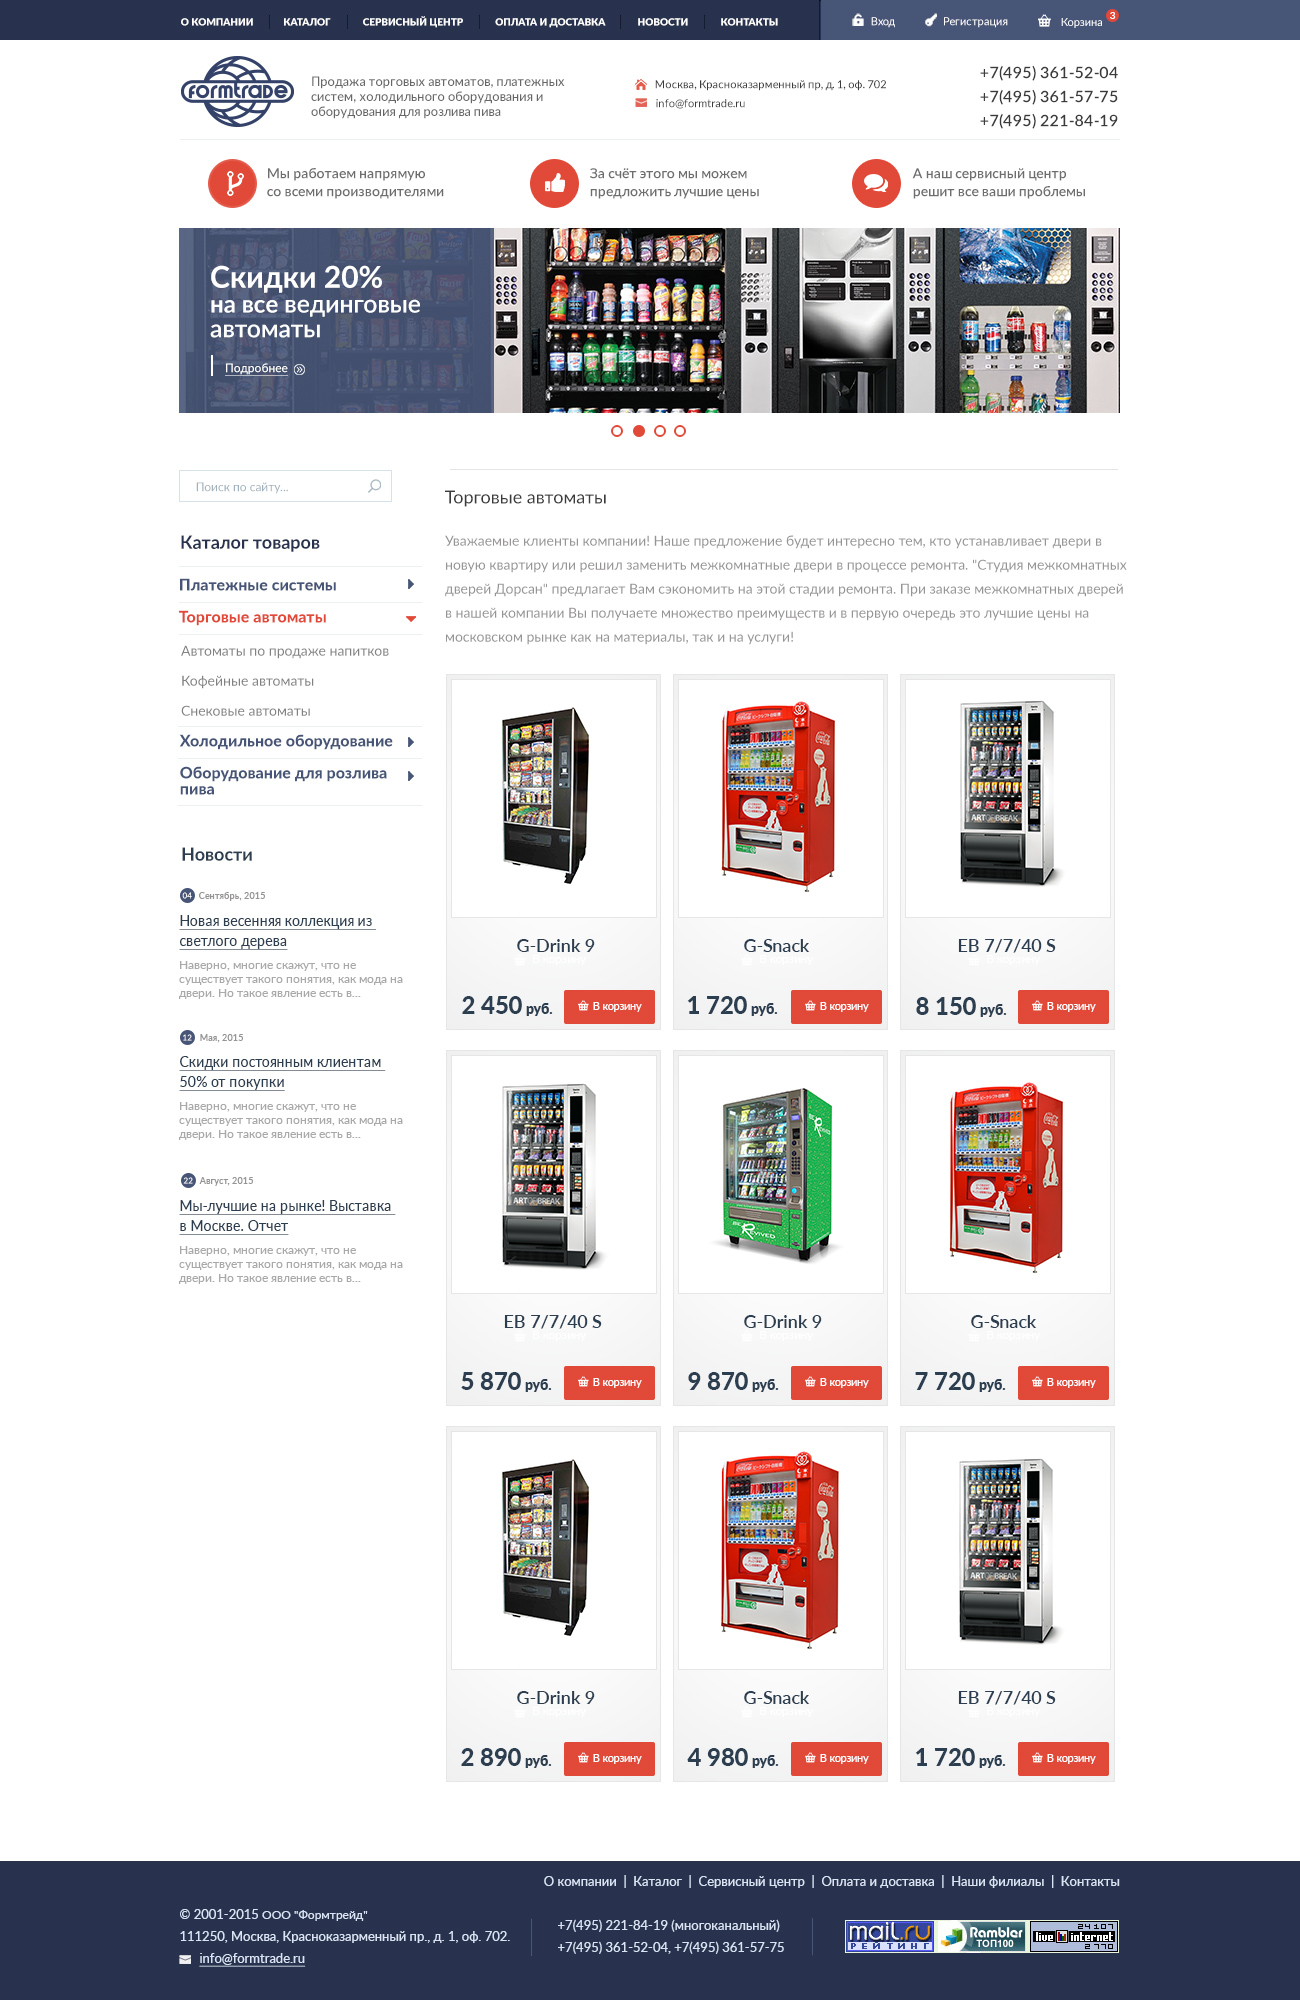 О КОМПАНИИ
КАТАЛОГ
СЕРВИСНЫЙ ЦЕНТР
ОПЛАТА И ДОСТАВКА
НОВОСТИ
КОНТАКТЫ
Вход
Регистрация
Корзина 3
formtrade
Продажа торговых автоматов, платежных
систем, холодильного оборудования и
оборудования для розлива пива
Москва, Красноказарменный пр, д. 1, оф. 702
info@formtrade.ru
+7(495) 361-52-04
+7(495) 361-57-75
+7(495) 221-84-19
Мы работаем напрямую
со всеми производителями
За счёт этого мы можем
предложить лучшие цены
А наш сервисный центр
решит все ваши проблемы
Скидки 20%
на все вединговые
автоматы
Подробнее
Поиск по сайту...
Каталог товаров
Платежные системы
Торговые автоматы
Автоматы по продаже напитков
Кофейные автоматы
Снековые автоматы
Холодильное оборудование
Оборудование для розлива
пива
Новости
04 Сентябрь, 2015
Новая весенняя коллекция из
светлого дерева
Наверно, многие скажут, что не
существует такого понятия, как мода на
двери. Но такое явление есть в...
12 Мая, 2015
Скидки постоянным клиентам
50% от покупки
Наверно, многие скажут, что не
существует такого понятия, как мода на
двери. Но такое явление есть в...
22 Август, 2015
Мы-лучшие на рынке! Выставка
в Москве. Отчет
Наверно, многие скажут, что не
существует такого понятия, как мода на
двери. Но такое явление есть в...
Торговые автоматы
Уважаемые клиенты компании! Наше предложение будет интересно тем, кто устанавливает двери в
новую квартиру или решил заменить межкомнатные двери в процессе ремонта. "Студия межкомнатных
дверей Дорсан" предлагает Вам сэкономить на этой стадии ремонта. При заказе межкомнатных дверей
в нашей компании Вы получаете множество преимуществ и в первую очередь это лучшие цены на
московском рынке как на материалы, так и на услуги!
ART OF BREAK
G-Drink 9
G-Snack
EB 7/7/40 S
2 450 руб.
В корзину
1 720 руб.
В корзину
8 150 руб.
В корзину
ART OF BREAK
BE REVIVED
EB 7/7/40 S
G-Drink 9
G-Snack
5 870 руб.
В корзину
9 870 руб.
В корзину
7 720 руб.
В корзину
ART OF BREAK
G-Drink 9
G-Snack
EB 7/7/40 S
2 890 руб.
В корзину
4 980 руб.
В корзину
1 720 руб.
В корзину
О компании | Каталог | Сервисный центр | Оплата и доставка | Наши филиалы | Контакты
© 2001-2015 ООО "Формтрейд"
111250, Москва, Красноказарменный пр., д. 1, оф. 702.
info@formtrade.ru
+7(495) 221-84-19 (многоканальный)
+7(495) 361-52-04, +7(495) 361-57-75
mail.ru
РЕЙТИНГ
Rambler
ТОП100
24 107
live internet
2 770